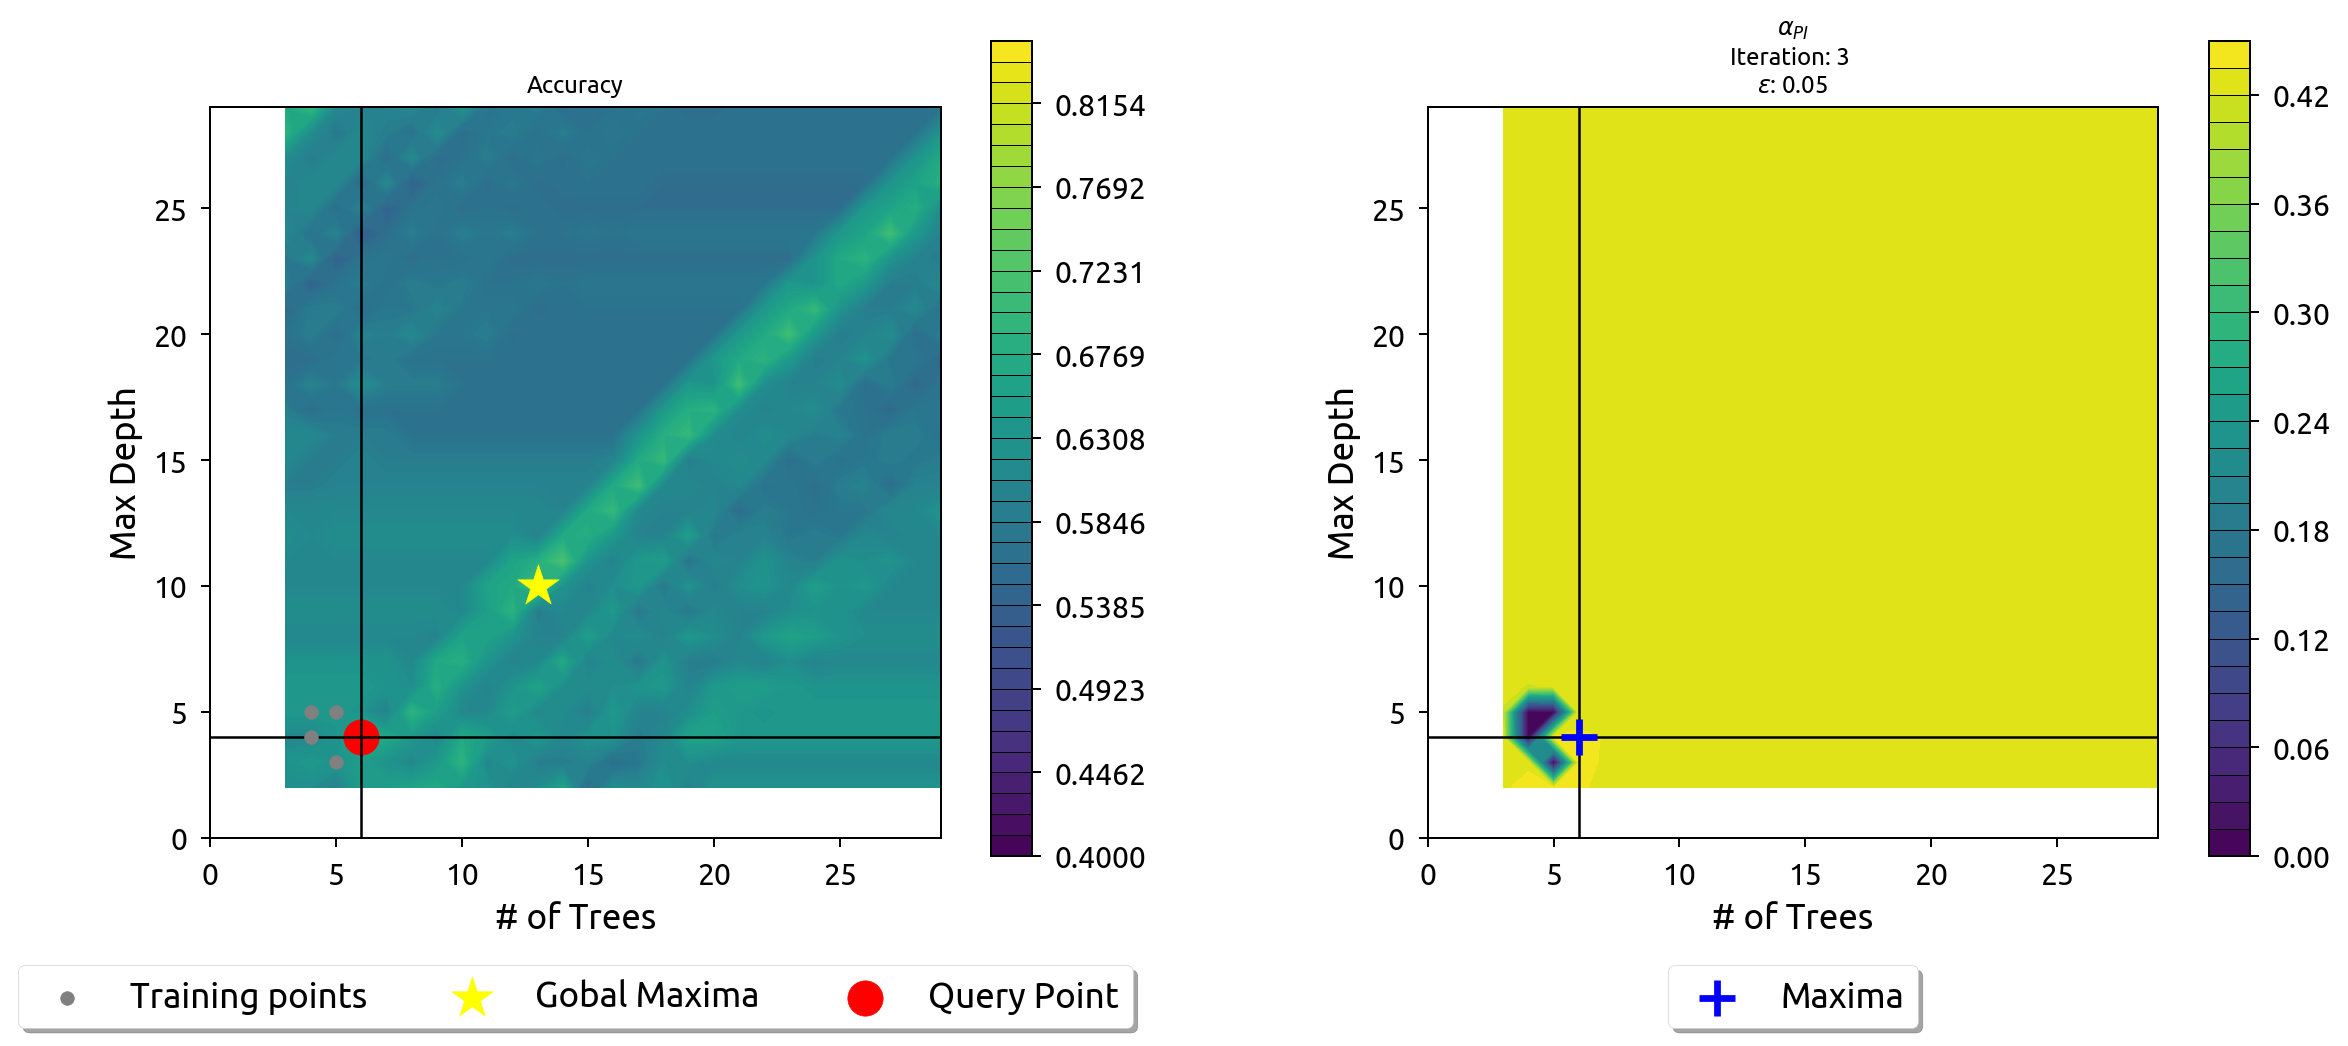 Accuracy
25
20
15
10
5
0
Max Depth
0 5 10 15 20 25
# of Trees
0.8154
0.7692
0.7231
0.6769
0.6308
0.5846
0.5385
0.4923
0.4462
0.4000
Training points
Gobal Maxima
Query Point
α_PI
Iteration: 3
ε: 0.05
25
20
15
10
5
0
Max Depth
0 5 10 15 20 25
# of Trees
0.42
0.36
0.30
0.24
0.18
0.12
0.06
0.00
Maxima